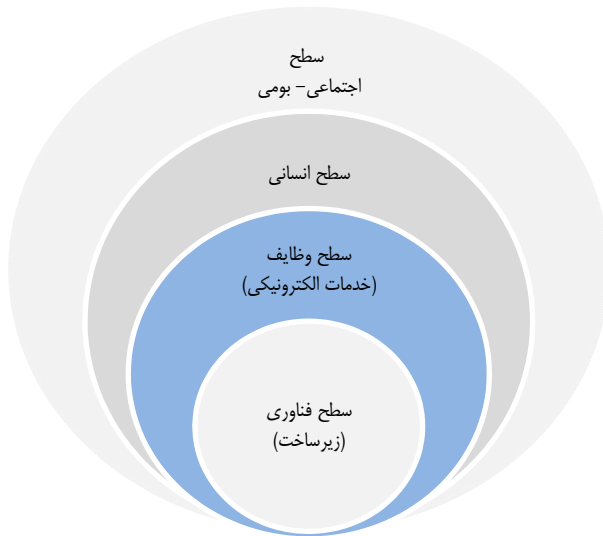 سطح
اجتماعی- بومی
سطح انسانی
سطح وظایف
(خدمات الکترونیکی)
سطح فناوری
(زیرساخت)